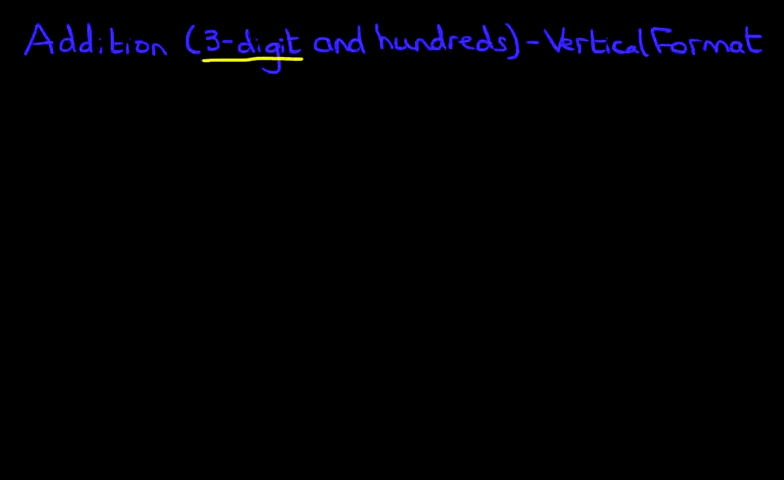 Addition (3-digit and hundreds) - Vertical Format